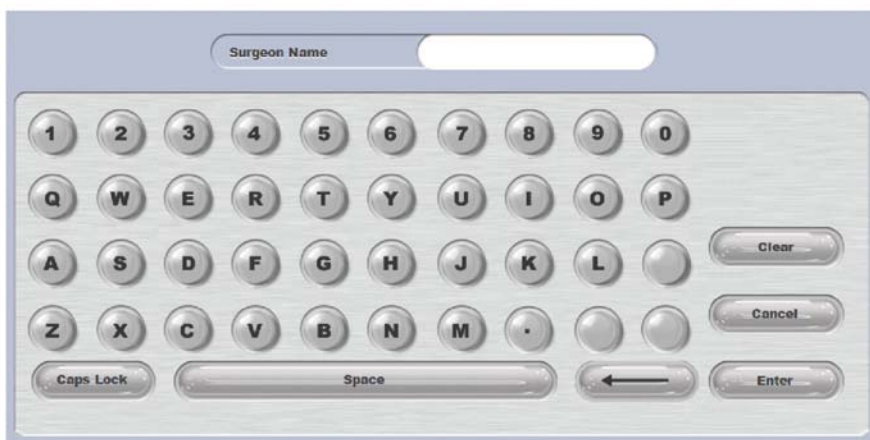 Surgeon Name
1 2 3 4 5 6 7 8 9 0
Q W E R T Y U I O P
A S D F G H J K L
Clear
Z X C V B N M .
Cancel
Caps Lock Space ← Enter